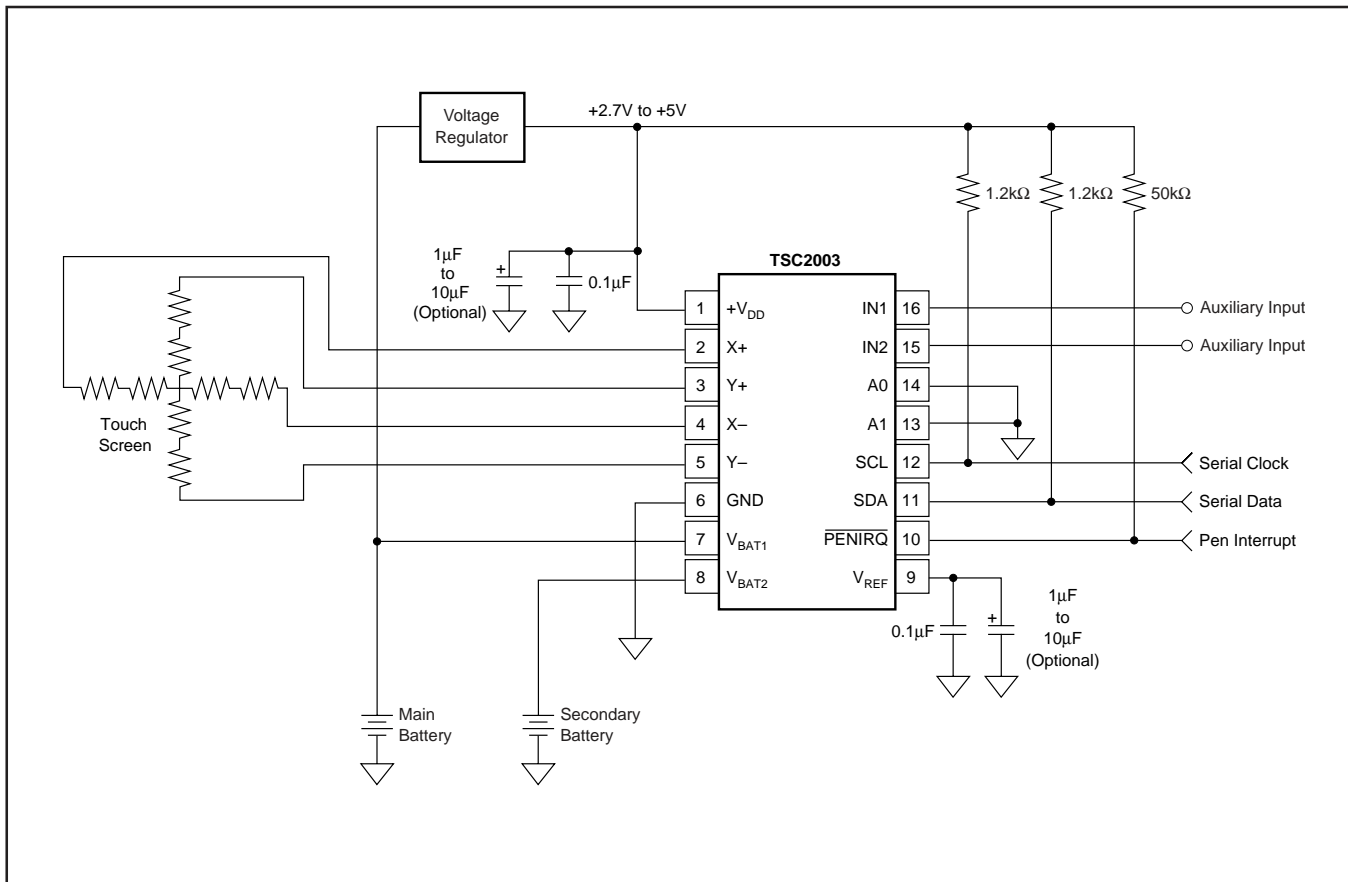 Voltage
Regulator
+2.7V to +5V
1.2kΩ
1.2kΩ
50kΩ
1µF
to
10µF
(Optional)
+
0.1µF
TSC2003
Touch
Screen
1 +VDD
2 X+
3 Y+
4 X–
5 Y–
6 GND
7 VBAT1
8 VBAT2
IN1 16
IN2 15
A0 14
A1 13
SCL 12
SDA 11
PENIRQ 10
VREF 9
Auxiliary Input
Auxiliary Input
Serial Clock
Serial Data
Pen Interrupt
0.1µF
+
1µF
to
10µF
(Optional)
Main
Battery
Secondary
Battery